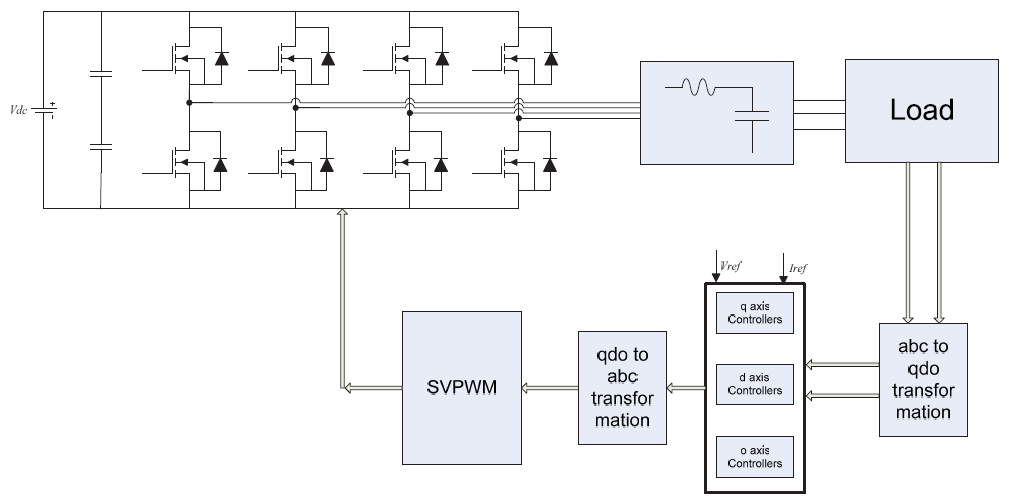 Vdc
Load
Vref
Iref
q axis
Controllers
d axis
Controllers
o axis
Controllers
abc to
qdo
transfor
mation
qdo to
abc
transfor
mation
SVPWM